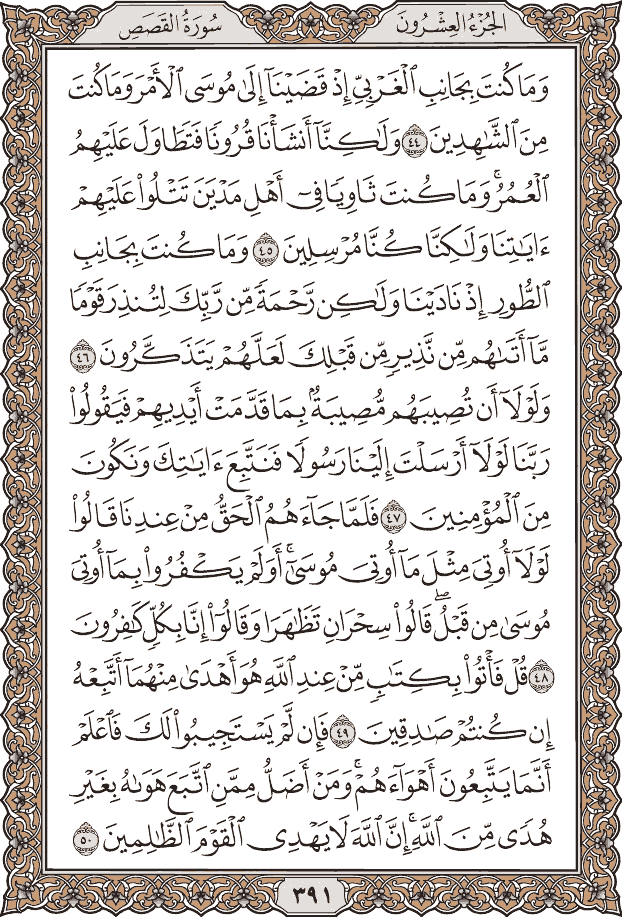 سُورَةُ القَصَصِ
الجُزْءُ العِشْرُونَ
وَمَا كُنتَ بِجَانِبِ ٱلْغَرْبِيِّ إِذْ قَضَيْنَآ إِلَىٰ مُوسَى ٱلْأَمْرَ وَمَا كُنتَ
مِنَ ٱلشَّٰهِدِينَ ٤٤ وَلَٰكِنَّآ أَنشَأْنَا قُرُونًا فَتَطَاوَلَ عَلَيْهِمُ
ٱلْعُمُرُۚ وَمَا كُنتَ ثَاوِيًا فِىٓ أَهْلِ مَدْيَنَ تَتْلُوا۟ عَلَيْهِمْ
ءَايَٰتِنَا وَلَٰكِنَّا كُنَّا مُرْسِلِينَ ٤٥ وَمَا كُنتَ بِجَانِبِ
ٱلطُّورِ إِذْ نَادَيْنَا وَلَٰكِن رَّحْمَةً مِّن رَّبِّكَ لِتُنذِرَ قَوْمًا
مَّآ أَتَىٰهُم مِّن نَّذِيرٍ مِّن قَبْلِكَ لَعَلَّهُمْ يَتَذَكَّرُونَ ٤٦
وَلَوْلَآ أَن تُصِيبَهُم مُّصِيبَةٌۢ بِمَا قَدَّمَتْ أَيْدِيهِمْ فَيَقُولُوا۟
رَبَّنَا لَوْلَآ أَرْسَلْتَ إِلَيْنَا رَسُولًا فَنَتَّبِعَ ءَايَٰتِكَ وَنَكُونَ
مِنَ ٱلْمُؤْمِنِينَ ٤٧ فَلَمَّا جَآءَهُمُ ٱلْحَقُّ مِنْ عِندِنَا قَالُوا۟
لَوْلَآ أُوتِىَ مِثْلَ مَآ أُوتِىَ مُوسَىٰٓۚ أَوَلَمْ يَكْفُرُوا۟ بِمَآ أُوتِىَ
مُوسَىٰ مِن قَبْلُۖ قَالُوا۟ سِحْرَانِ تَظَٰهَرَا وَقَالُوٓا۟ إِنَّا بِكُلٍّ كَٰفِرُونَ
٤٨ قُلْ فَأْتُوا۟ بِكِتَٰبٍ مِّنْ عِندِ ٱللَّهِ هُوَ أَهْدَىٰ مِنْهُمَآ أَتَّبِعْهُ
إِن كُنتُمْ صَٰدِقِينَ ٤٩ فَإِن لَّمْ يَسْتَجِيبُوا۟ لَكَ فَٱعْلَمْ
أَنَّمَا يَتَّبِعُونَ أَهْوَآءَهُمْۚ وَمَنْ أَضَلُّ مِمَّنِ ٱتَّبَعَ هَوَىٰهُ بِغَيْرِ
هُدًى مِّنَ ٱللَّهِۚ إِنَّ ٱللَّهَ لَا يَهْدِى ٱلْقَوْمَ ٱلظَّٰلِمِينَ ٥٠
٣٩١